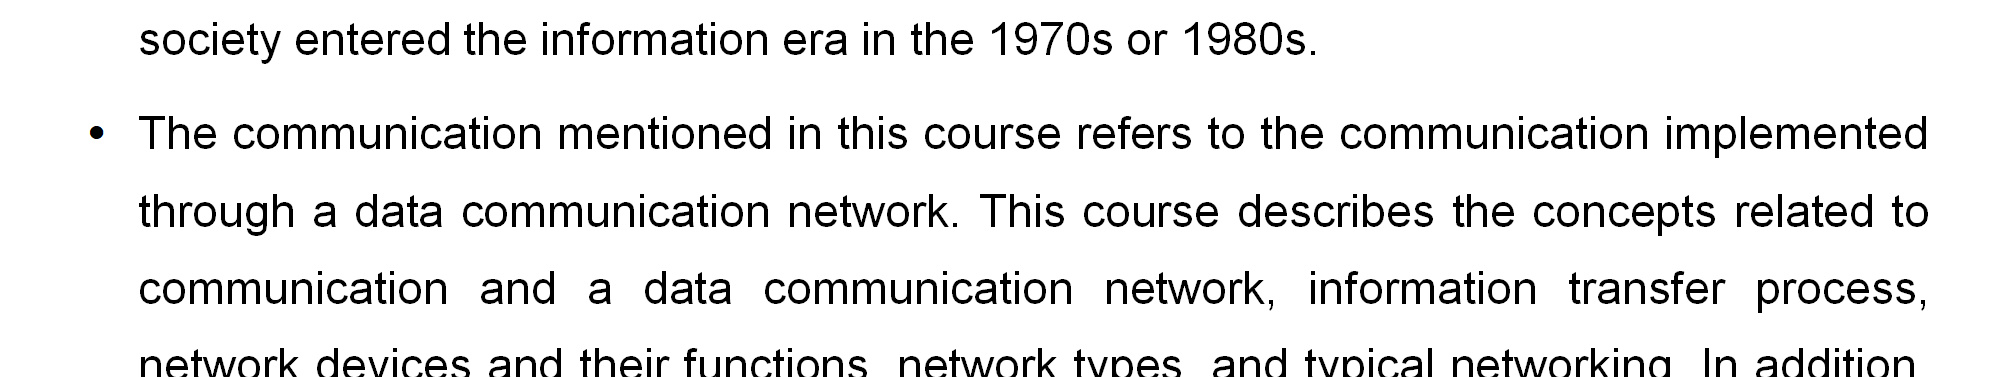 society entered the information era in the 1970s or 1980s.
• The communication mentioned in this course refers to the communication implemented
through a data communication network. This course describes the concepts related to
communication and a data communication network, information transfer process,
network devices and their functions, network types, and typical networking. In addition,